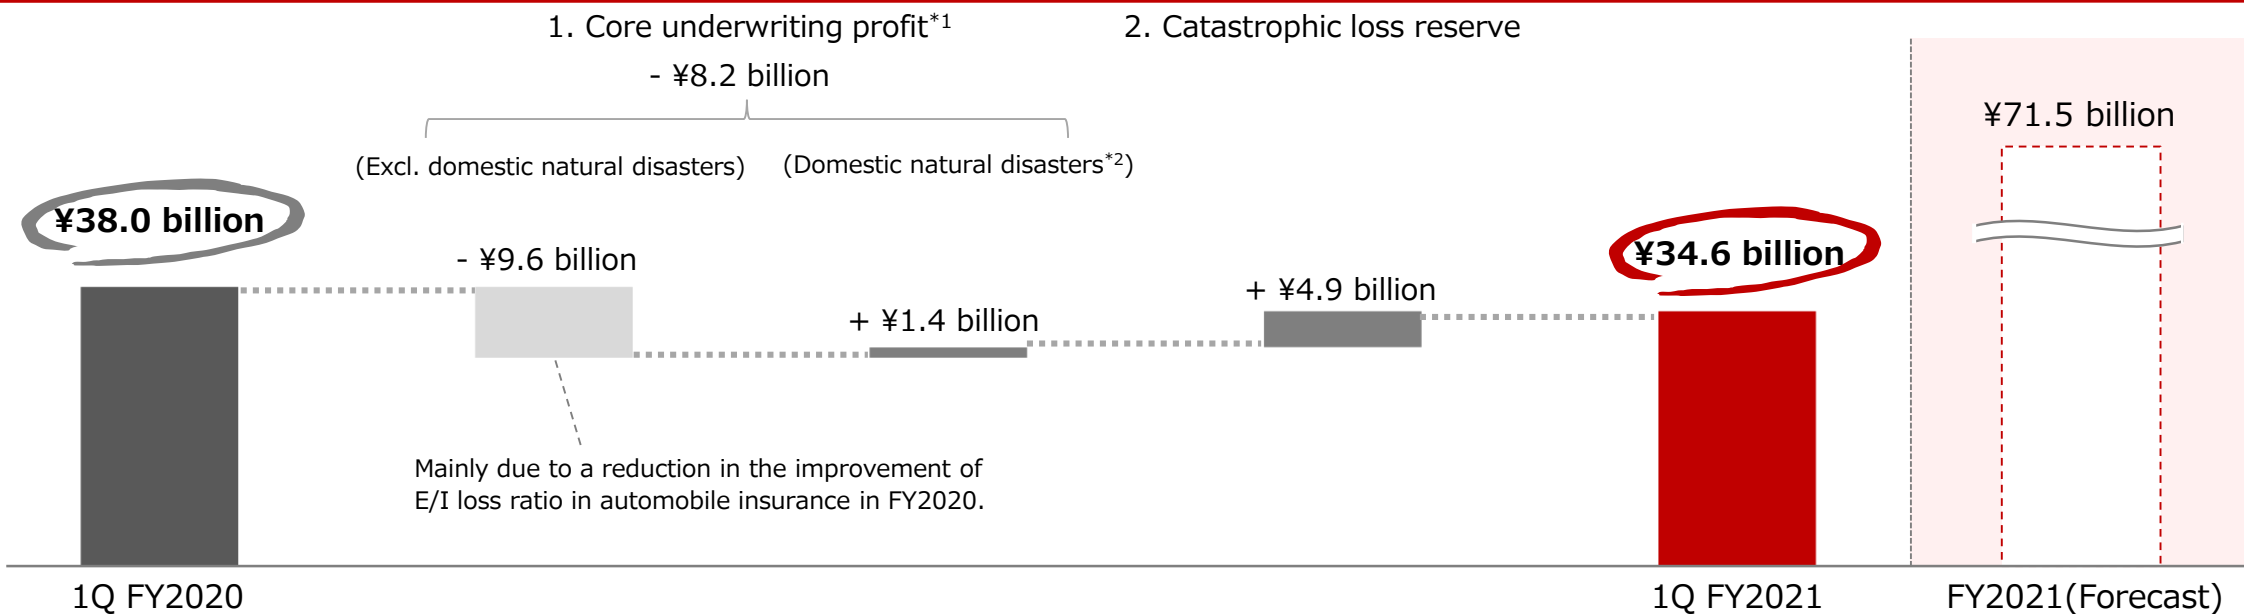 1. Core underwriting profit*1
2. Catastrophic loss reserve
- ¥8.2 billion
(Excl. domestic natural disasters)
(Domestic natural disasters*2)
¥71.5 billion
¥38.0 billion
- ¥9.6 billion
+ ¥1.4 billion
+ ¥4.9 billion
¥34.6 billion
Mainly due to a reduction in the improvement of
E/I loss ratio in automobile insurance in FY2020.
1Q FY2020
1Q FY2021
FY2021(Forecast)